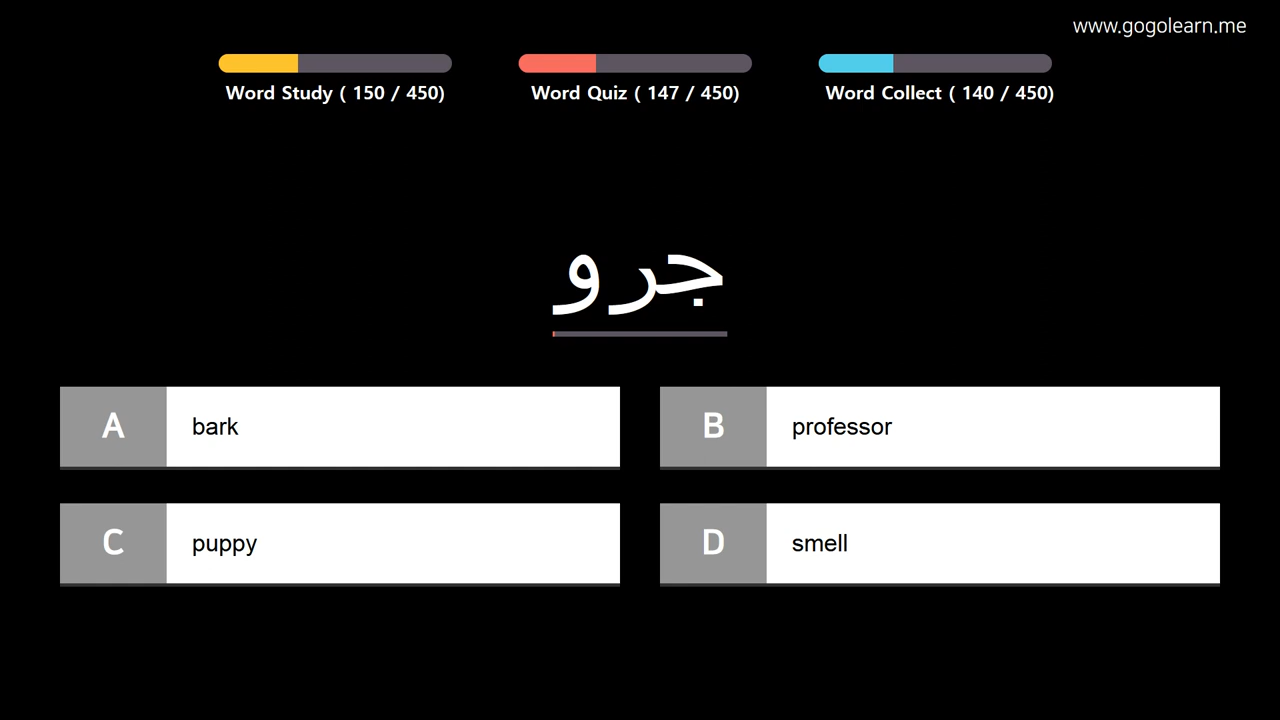 www.gogolearn.me
Word Study ( 150 / 450)
Word Quiz ( 147 / 450)
Word Collect ( 140 / 450)
جرو
A bark
B professor
C puppy
D smell